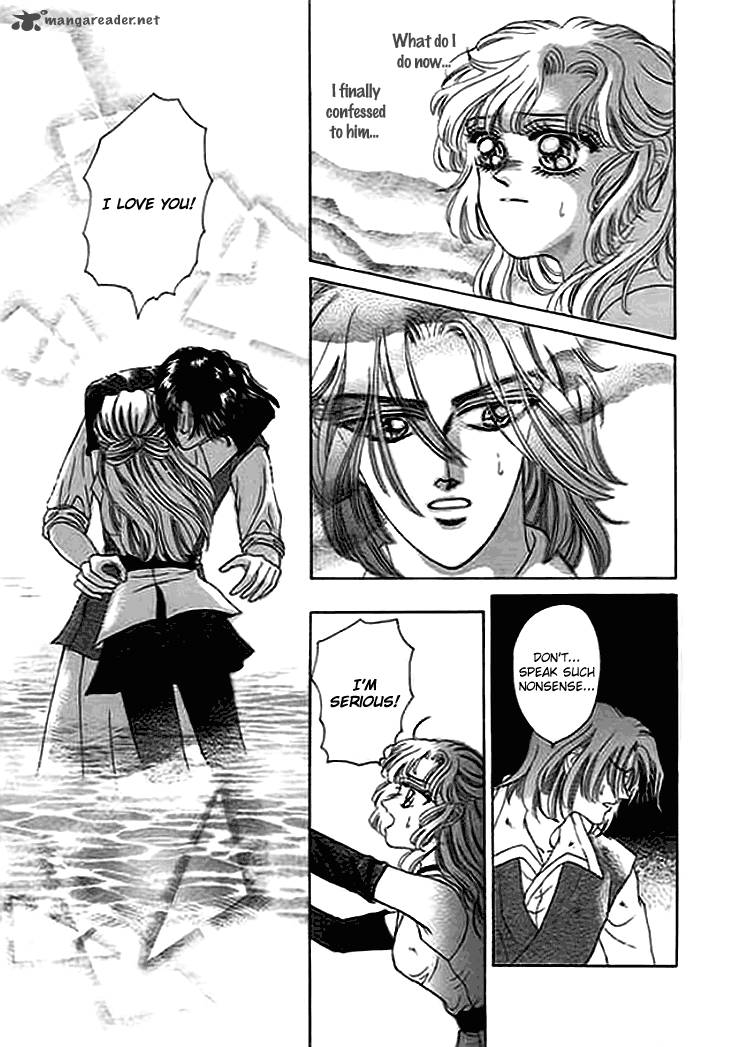 mangareader.net
What do I
do now...
I finally
confessed
to him...
DON'T...
SPEAK SUCH
NONSENSE...
I'M
SERIOUS!
I LOVE YOU!